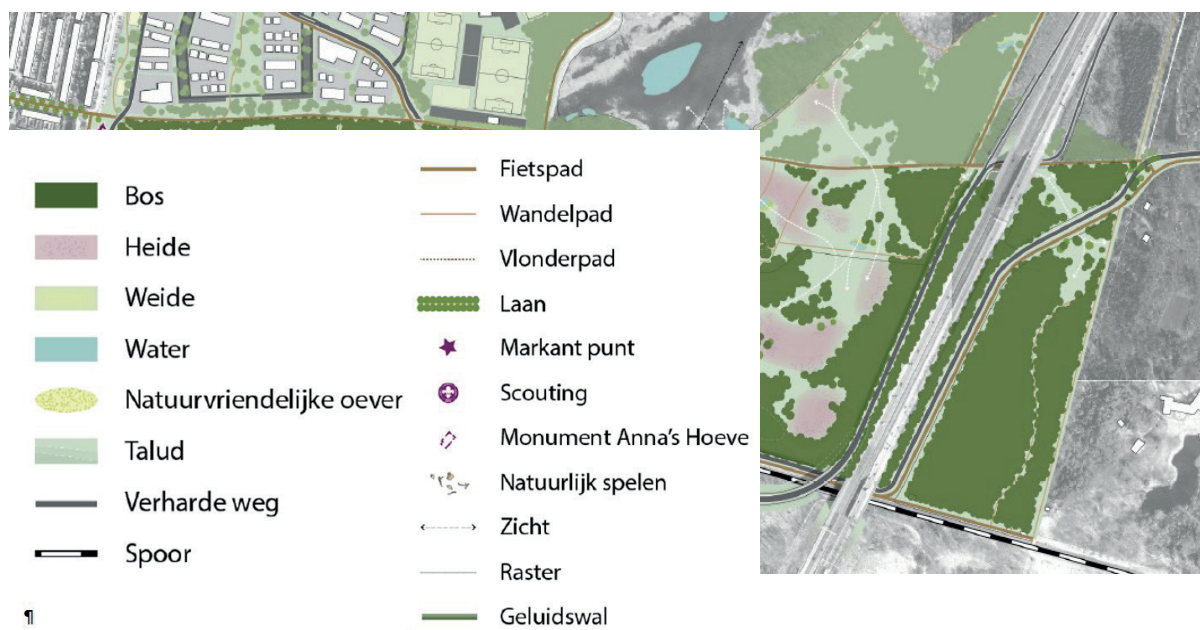 Bos
Heide
Weide
Water
Natuurvriendelijke oever
Talud
Verharde weg
Spoor
¶
Fietspad
Wandelpad
Vlonderpad
Laan
Markant punt
Scouting
Monument Anna's Hoeve
Natuurlijk spelen
Zicht
Raster
Geluidswal